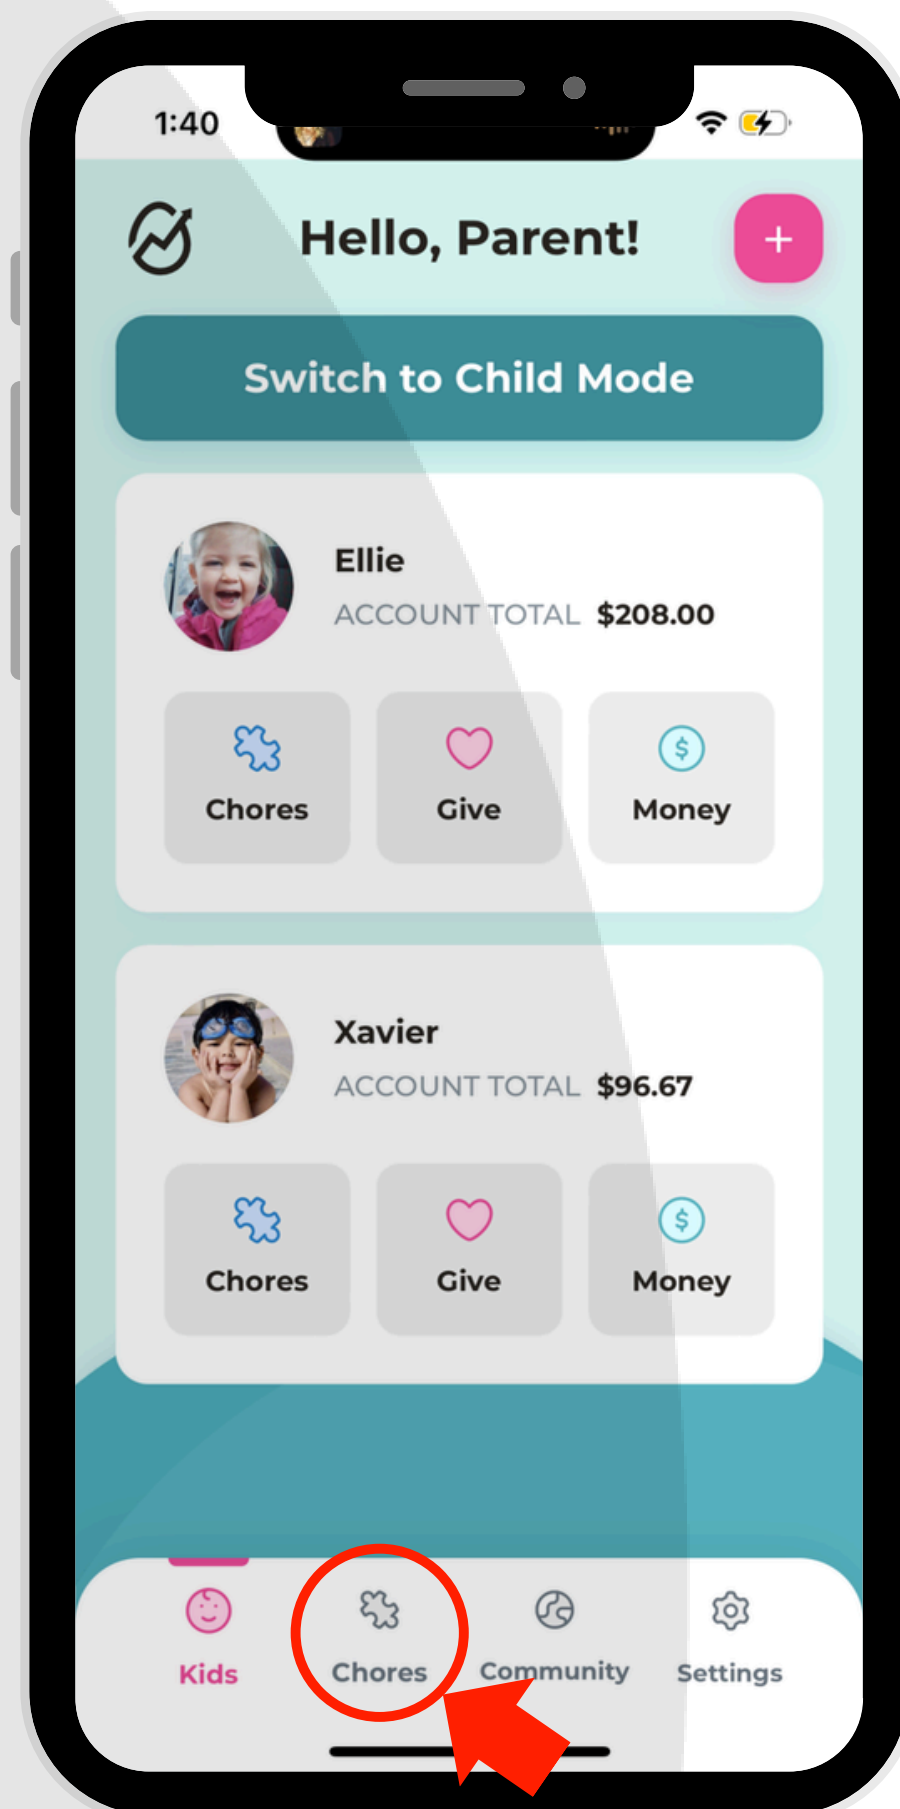 1:40
Hello, Parent!
+
Switch to Child Mode
Ellie
ACCOUNT TOTAL $208.00
$
Chores Give Money
Xavier
ACCOUNT TOTAL $96.67
$
Chores Give Money
Kids Chores Community Settings